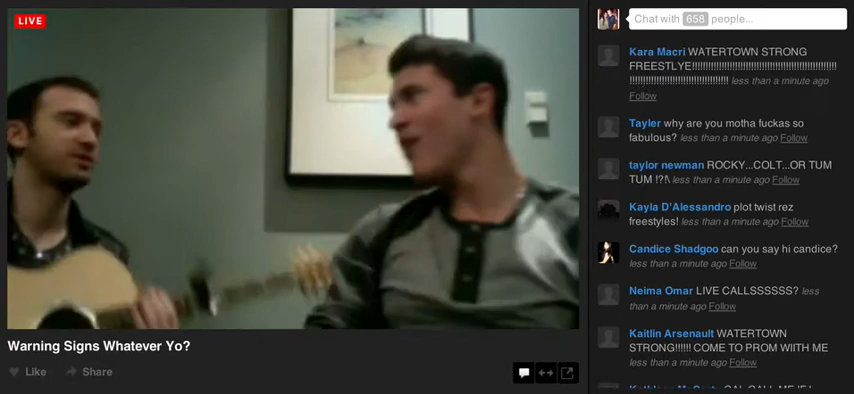 LIVE
Warning Signs Whatever Yo?
Like
Share
Chat with 658 people...
Kara Macri WATERTOWN STRONG
FREESTLYE!!!!!!!!!!!!!!!!!!!!!!!!!!!!!!!!!!!!!!!!!!!!!!!!!!!!!!
!!!!!!!!!!!!!!!!!!!!!!!!!!!!!!!!!!!!! less than a minute ago
Follow
Tayler why are you motha fuckas so
fabulous? less than a minute ago Follow
taylor newman ROCKY...COLT...OR TUM
TUM !?!\ less than a minute ago Follow
Kayla D'Alessandro plot twist rez
freestyles! less than a minute ago Follow
Candice Shadgoo can you say hi candice?
less than a minute ago Follow
Neima Omar LIVE CALLSSSSSS? less
than a minute ago Follow
Kaitlin Arsenault WATERTOWN
STRONG!!!!!! COME TO PROM WIITH ME
less than a minute ago Follow